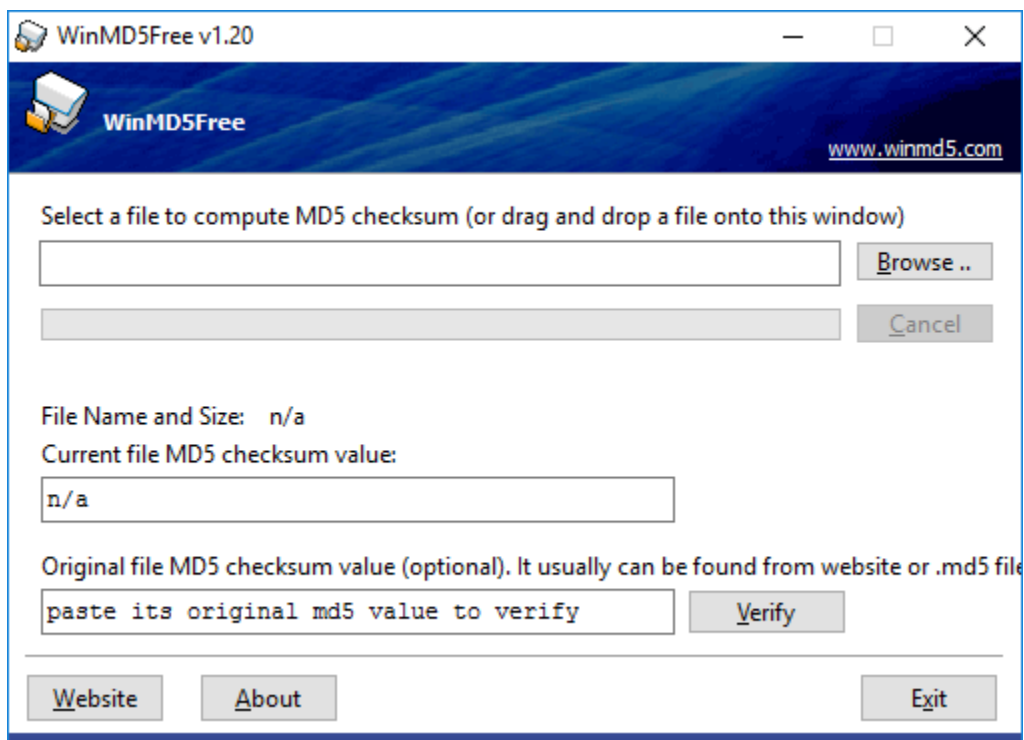 WinMD5Free v1.20
WinMD5Free
www.winmd5.com
Select a file to compute MD5 checksum (or drag and drop a file onto this window)
Browse ..
Cancel
File Name and Size: n/a
Current file MD5 checksum value:
n/a
Original file MD5 checksum value (optional). It usually can be found from website or .md5 file
paste its original md5 value to verify
Verify
Website
About
Exit